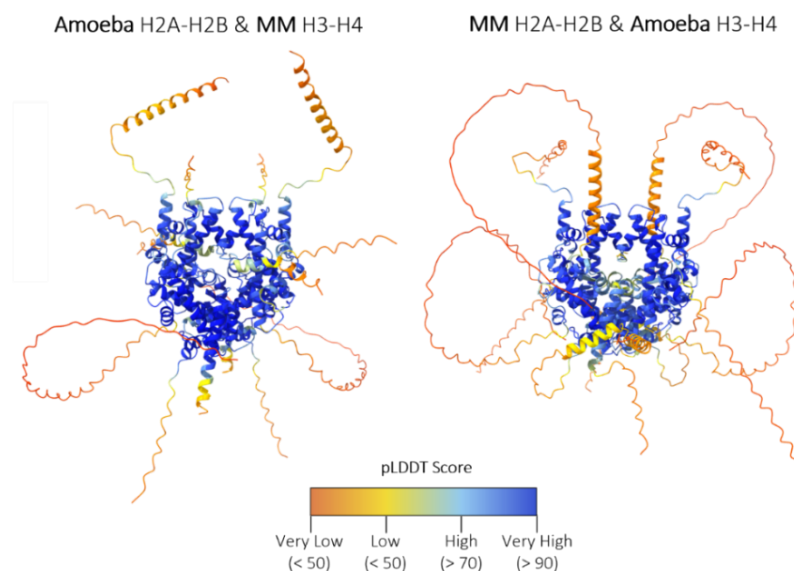 Amoeba H2A-H2B & MM H3-H4
MM H2A-H2B & Amoeba H3-H4
pLDDT Score
Very Low Low High Very High
(< 50) (< 50) (> 70) (> 90)